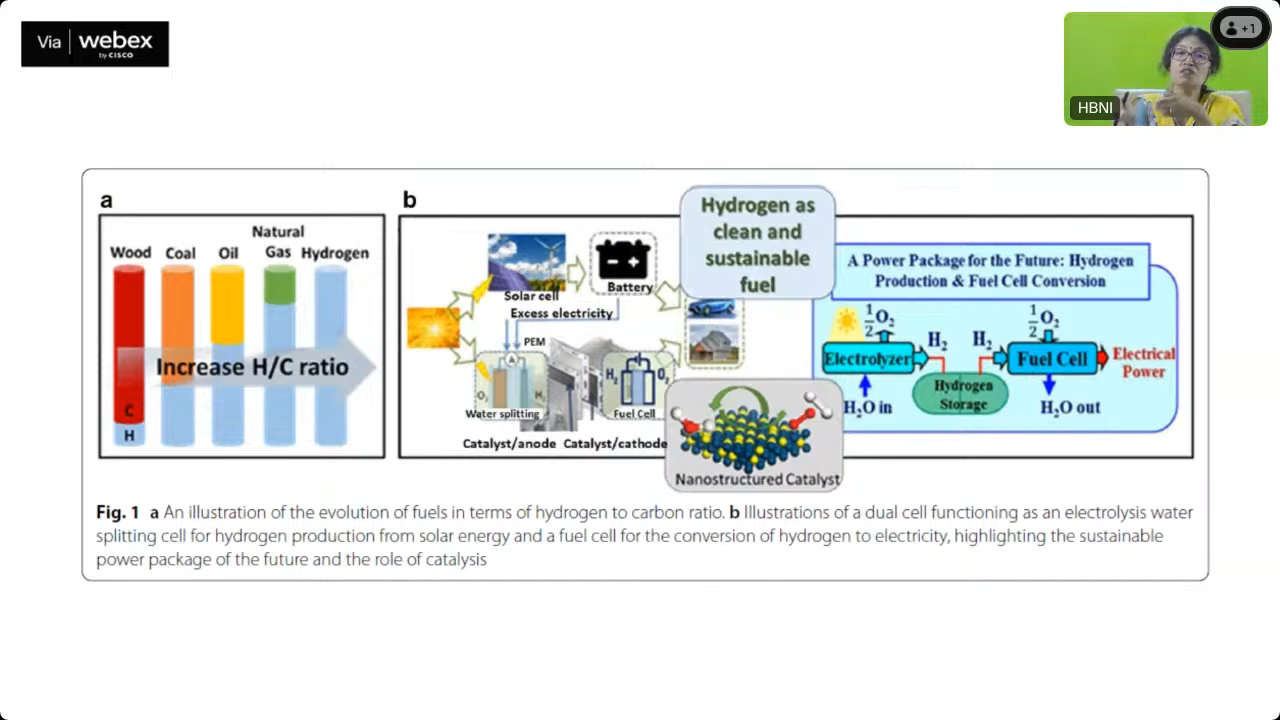 Via webex
by CISCO
+1
HBNI
a
Wood Coal Oil Natural Gas Hydrogen
Increase H/C ratio
C
H
b
Solar cell
Battery
Excess electricity
PEM
A
O₂ H₂
Water splitting
H₂ O₂
Fuel Cell
Catalyst/anode Catalyst/cathode
Hydrogen as
clean and
sustainable
fuel
Nanostructured Catalyst
A Power Package for the Future: Hydrogen
Production & Fuel Cell Conversion
½O₂ ½O₂
H₂ H₂
Electrolyzer
Fuel Cell
Electrical
Power
Hydrogen
Storage
H₂O in
H₂O out
Fig. 1 a An illustration of the evolution of fuels in terms of hydrogen to carbon ratio. b Illustrations of a dual cell functioning as an electrolysis water
splitting cell for hydrogen production from solar energy and a fuel cell for the conversion of hydrogen to electricity, highlighting the sustainable
power package of the future and the role of catalysis